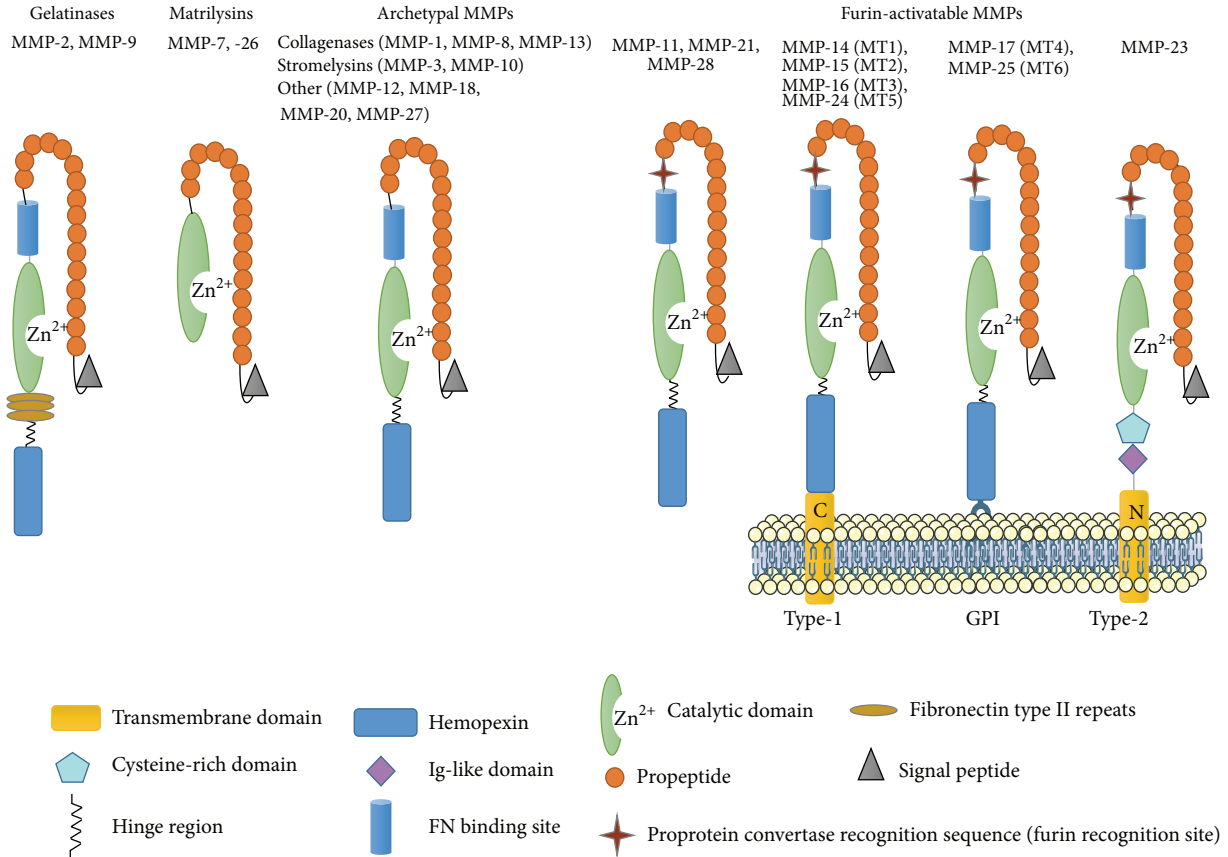 Gelatinases
MMP-2, MMP-9
Matrilysins
MMP-7, -26
Archetypal MMPs
Collagenases (MMP-1, MMP-8, MMP-13)
Stromelysins (MMP-3, MMP-10)
Other (MMP-12, MMP-18,
MMP-20, MMP-27)
Furin-activatable MMPs
MMP-11, MMP-21,
MMP-28
MMP-14 (MT1)
MMP-15 (MT2),
MMP-16 (MT3),
MMP-24 (MT5)
MMP-17 (MT4),
MMP-25 (MT6)
MMP-23
Zn2+
Zn2+
Zn2+
Zn2+
Zn2+
Zn2+
Zn2+
C
N
Type-1
GPI
Type-2
Transmembrane domain
Hemopexin
Zn2+ Catalytic domain
Fibronectin type II repeats
Cysteine-rich domain
Ig-like domain
Propeptide
Signal peptide
Hinge region
FN binding site
Proprotein convertase recognition sequence (furin recognition site)